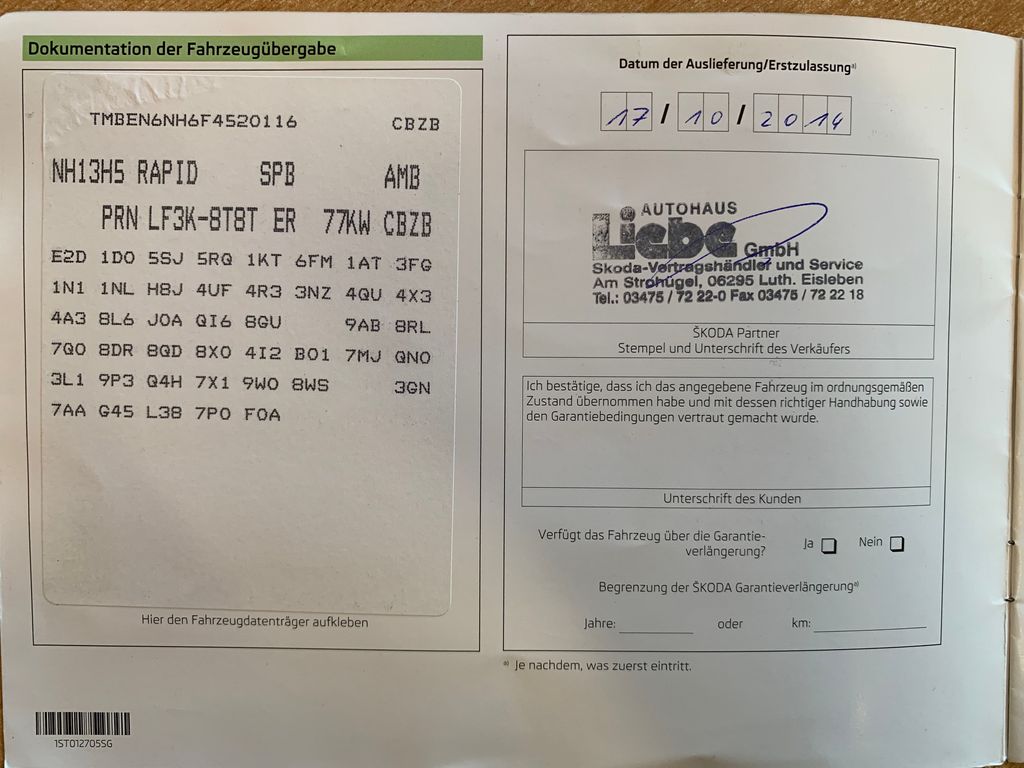 Dokumentation der Fahrzeugübergabe
TMBEN6NH6F4520116 CBZB
NH13H5 RAPID SPB AMB
PRN LF3K-8T8T ER 77KW CBZB
E2D 1D0 5SJ 5RQ 1KT 6FM 1AT 3FG
1N1 1NL H8J 4UF 4R3 3NZ 4QU 4X3
4A3 8L6 J0A QI6 8GU 9AB 8RL
7Q0 8DR 8QD 8X0 4I2 B01 7MJ QN0
3L1 9P3 Q4H 7X1 9W0 8WS 3GN
7AA G45 L38 7P0 F0A
Hier den Fahrzeugdatenträger aufkleben
1ST012705SG
Datum der Auslieferung/Erstzulassung a)
17 / 10 / 2014
AUTOHAUS
Liebe GmbH
Skoda-Vertragshändler und Service
Am Strohügel, 06295 Luth. Eisleben
Tel.: 03475 / 72 22-0 Fax 03475 / 72 22 18
ŠKODA Partner
Stempel und Unterschrift des Verkäufers
Ich bestätige, dass ich das angegebene Fahrzeug im ordnungsgemäßen
Zustand übernommen habe und mit dessen richtiger Handhabung sowie
den Garantiebedingungen vertraut gemacht wurde.
Unterschrift des Kunden
Verfügt das Fahrzeug über die Garantie-
verlängerung? Ja Nein
Begrenzung der ŠKODA Garantieverlängerung a)
Jahre: oder km:
a) Je nachdem, was zuerst eintritt.